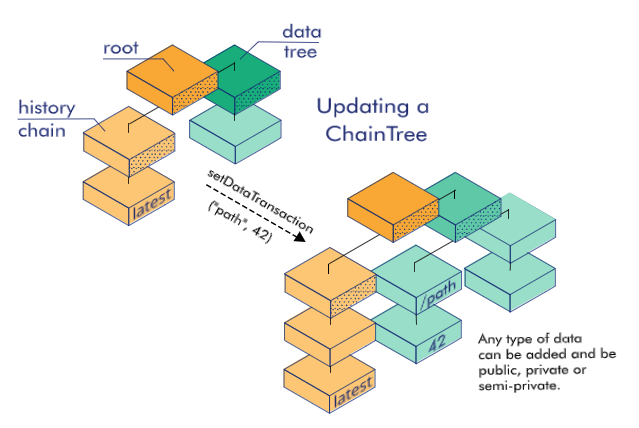 root
data
tree
history
chain
latest
Updating a
ChainTree
setDataTransaction
("path", 42)
/path
42
latest
Any type of data
can be added and be
public, private or
semi-private.